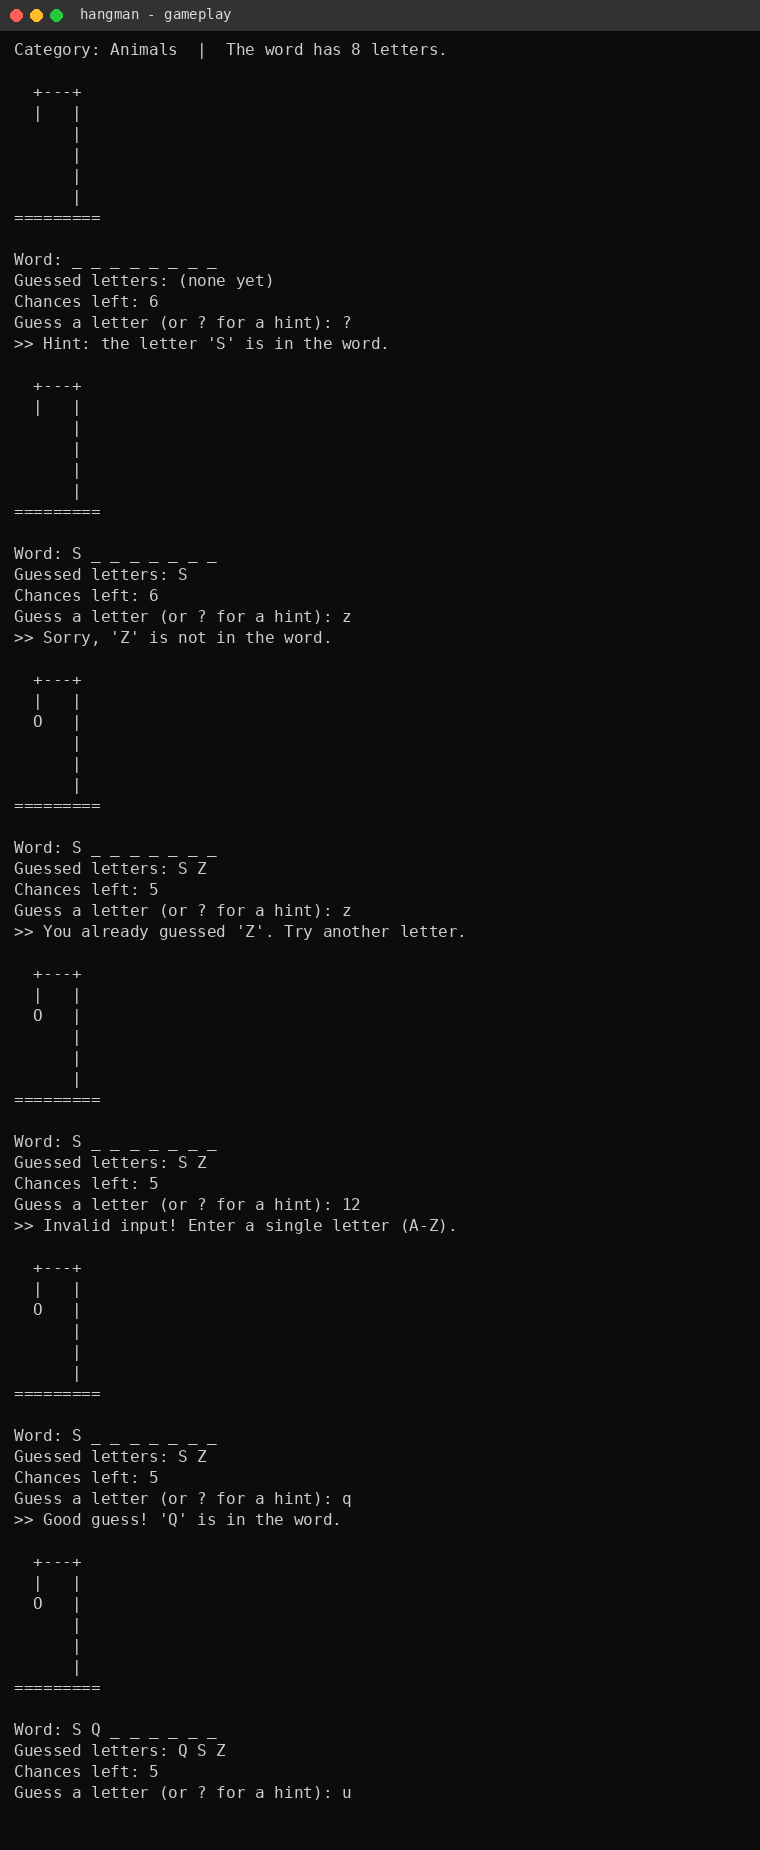 hangman - gameplay
Category: Animals  |  The word has 8 letters.
  +---+
  |   |
      |
      |
      |
      |
=========
Word: _ _ _ _ _ _ _ _
Guessed letters: (none yet)
Chances left: 6
Guess a letter (or ? for a hint): ?
>> Hint: the letter 'S' is in the word.
  +---+
  |   |
      |
      |
      |
      |
=========
Word: S _ _ _ _ _ _ _
Guessed letters: S
Chances left: 6
Guess a letter (or ? for a hint): z
>> Sorry, 'Z' is not in the word.
  +---+
  |   |
  O   |
      |
      |
      |
=========
Word: S _ _ _ _ _ _ _
Guessed letters: S Z
Chances left: 5
Guess a letter (or ? for a hint): z
>> You already guessed 'Z'. Try another letter.
  +---+
  |   |
  O   |
      |
      |
      |
=========
Word: S _ _ _ _ _ _ _
Guessed letters: S Z
Chances left: 5
Guess a letter (or ? for a hint): 12
>> Invalid input! Enter a single letter (A-Z).
  +---+
  |   |
  O   |
      |
      |
      |
=========
Word: S _ _ _ _ _ _ _
Guessed letters: S Z
Chances left: 5
Guess a letter (or ? for a hint): q
>> Good guess! 'Q' is in the word.
  +---+
  |   |
  O   |
      |
      |
      |
=========
Word: S Q _ _ _ _ _ _
Guessed letters: Q S Z
Chances left: 5
Guess a letter (or ? for a hint): u